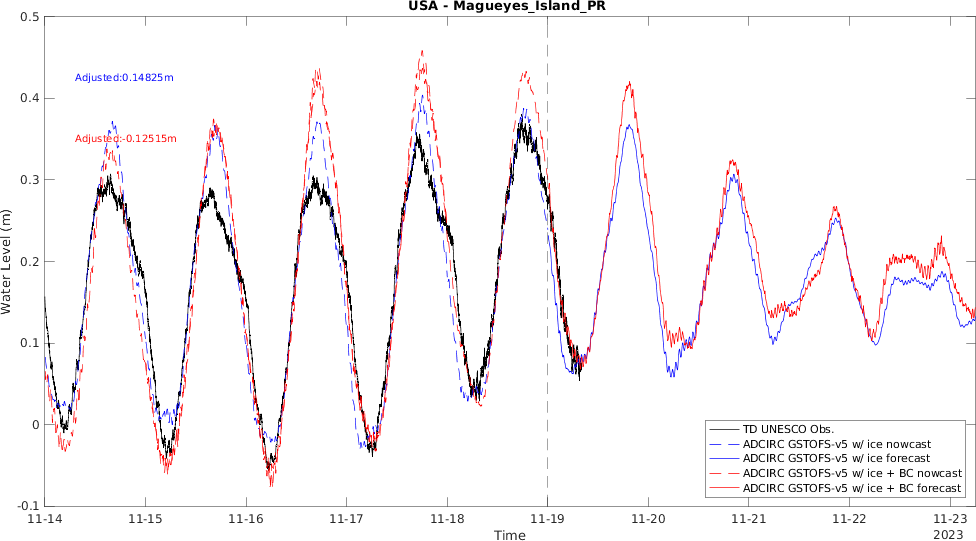 USA - Magueyes_Island_PR
0.5
0.4
0.3
0.2
0.1
0
-0.1
Water Level (m)
Adjusted:0.14825m
Adjusted:-0.12515m
TD UNESCO Obs.
ADCIRC GSTOFS-v5 w/ ice nowcast
ADCIRC GSTOFS-v5 w/ ice forecast
ADCIRC GSTOFS-v5 w/ ice + BC nowcast
ADCIRC GSTOFS-v5 w/ ice + BC forecast
11-14 11-15 11-16 11-17 11-18 11-19 11-20 11-21 11-22 11-23
Time
2023